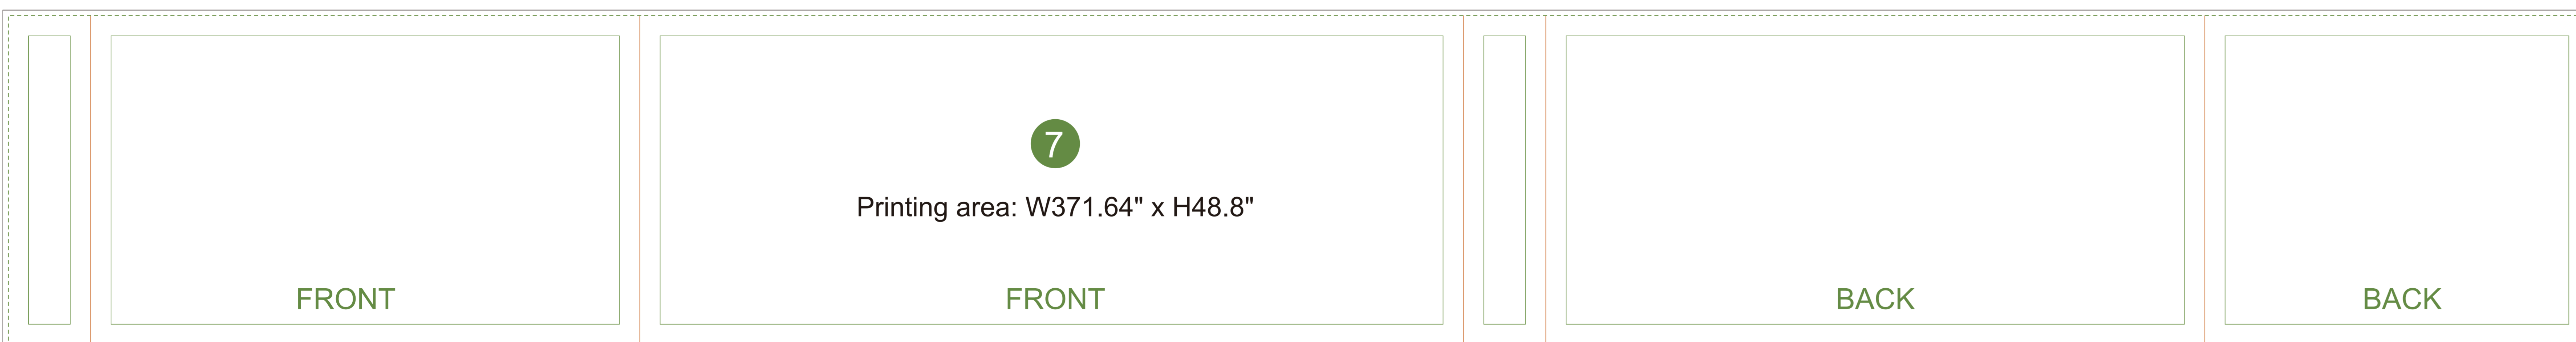 7
Printing area: W371.64" x H48.8"
FRONT
FRONT
BACK
BACK